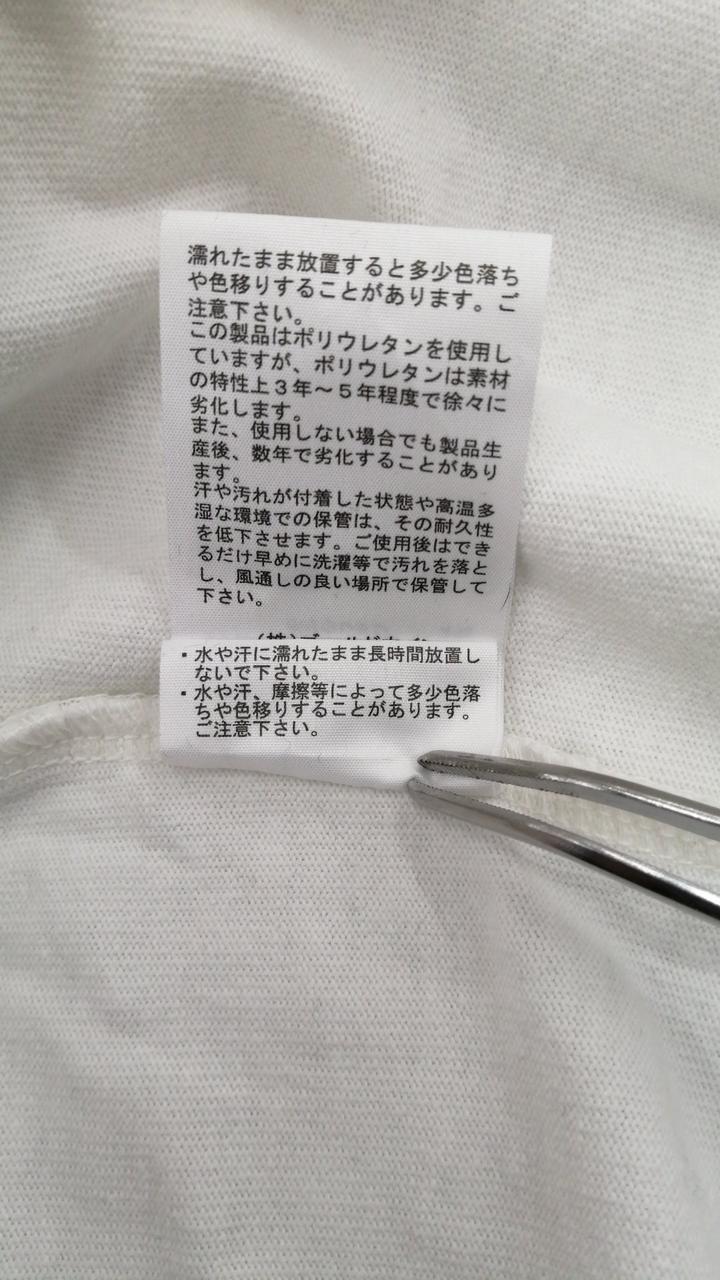 濡れたまま放置すると多少色落ち
や色移りすることがあります。ご
注意下さい。
この製品はポリウレタンを使用し
ていますが、ポリウレタンは素材
の特性上3年～5年程度で徐々に
劣化します。
また、使用しない場合でも製品生
産後、数年で劣化することがあり
ます。
汗や汚れが付着した状態や高温多
湿な環境での保管は、その耐久性
を低下させます。ご使用後はでき
るだけ早めに洗濯等で汚れを落と
し、風通しの良い場所で保管して
下さい。
・水や汗に濡れたまま長時間放置し
ないで下さい。
・水や汗、摩擦等によって多少色落
ちや色移りすることがあります。
ご注意下さい。